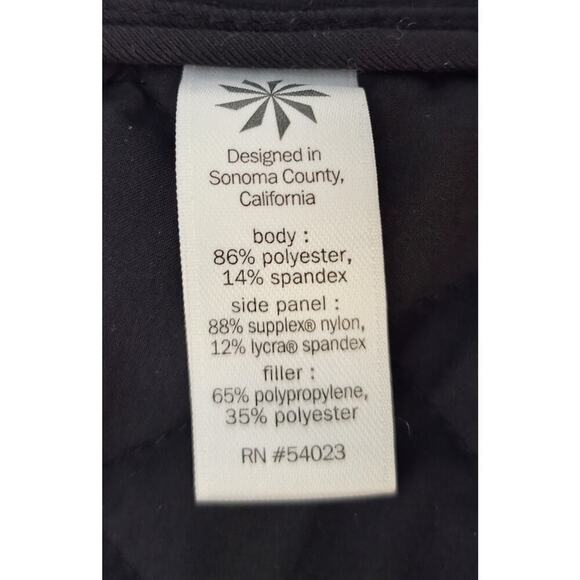 Designed in
Sonoma County,
California
body :
86% polyester,
14% spandex
side panel :
88% supplex® nylon,
12% lycra® spandex
filler :
65% polypropylene,
35% polyester
RN #54023